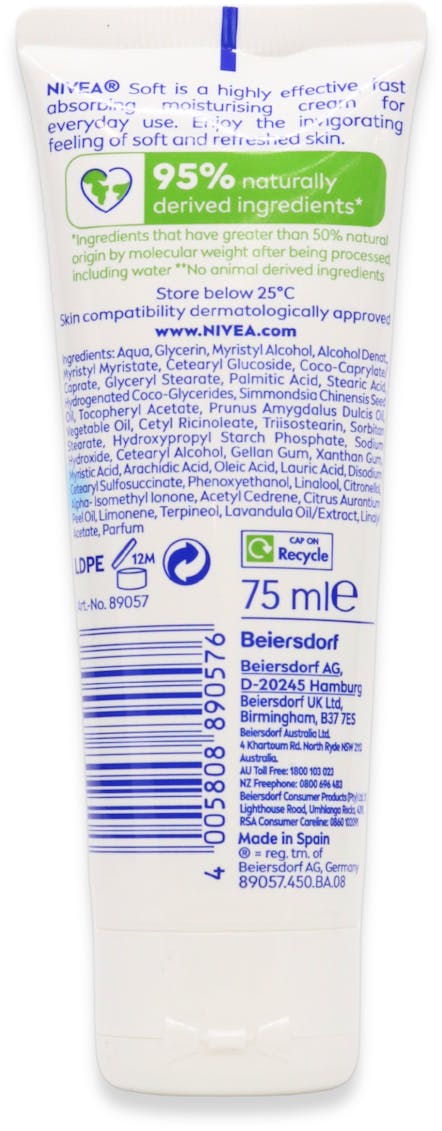 NIVEA® Soft is a highly effective, fast
absorbing moisturising cream for
everyday use. Enjoy the invigorating
feeling of soft and refreshed skin.
95% naturally
derived ingredients*
*Ingredients that have greater than 50% natural
origin by molecular weight after being processed,
including water **No animal derived ingredients
Store below 25°C
Skin compatibility dermatologically approved
www.NIVEA.com
Ingredients: Aqua, Glycerin, Myristyl Alcohol, Alcohol Denat.,
Myristyl Myristate, Cetearyl Glucoside, Coco-Caprylate/
Caprate, Glyceryl Stearate, Palmitic Acid, Stearic Acid,
Hydrogenated Coco-Glycerides, Simmondsia Chinensis Seed
Oil, Tocopheryl Acetate, Prunus Amygdalus Dulcis Oil,
Vegetable Oil, Cetyl Ricinoleate, Triisostearin, Sorbitan
Stearate, Hydroxypropyl Starch Phosphate, Sodium
Hydroxide, Cetearyl Alcohol, Gellan Gum, Xanthan Gum,
Myristic Acid, Arachidic Acid, Oleic Acid, Lauric Acid, Disodium
Cetearyl Sulfosuccinate, Phenoxyethanol, Linalool, Citronellol,
Alpha-Isomethyl Ionone, Acetyl Cedrene, Citrus Aurantium
Peel Oil, Limonene, Terpineol, Lavandula Oil/Extract, Linalyl
Acetate, Parfum
LDPE 12M
CAP ON
Recycle
Art.-No. 89057
75 ml e
4 005808 890576
Beiersdorf
Beiersdorf AG,
D-20245 Hamburg
Beiersdorf UK Ltd,
Birmingham, B37 7ES
Beiersdorf Australia Ltd.
4 Khartoum Rd. North Ryde NSW 2113
Australia.
AU Toll Free: 1800 103 023
NZ Freephone: 0800 696 483
Beiersdorf Consumer Products (Pty) Ltd.
Lighthouse Road, Umhlanga Rocks,
RSA Consumer Careline: 0860 102091
Made in Spain
® = reg. tm. of
Beiersdorf AG, Germany
89057.450.BA.08